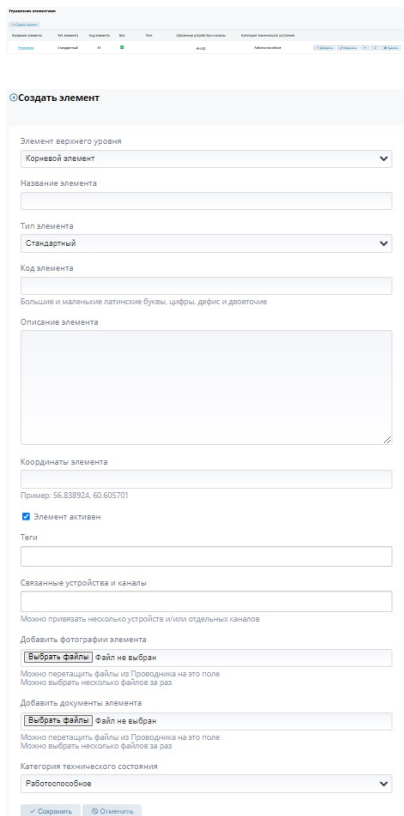 Управление элементами
+ Создать элемент
Название элемента Тип элемента Код элемента Вкл Теги Связанные устройства и каналы Категория технического состояния
Стандартный Работоспособное
Создать элемент
Элемент верхнего уровня
Корневой элемент
Название элемента
Тип элемента
Стандартный
Код элемента
Большие и маленькие латинские буквы, цифры, дефис и двоеточие
Описание элемента
Координаты элемента
Пример: 56.838924, 60.605701
Элемент активен
Теги
Связанные устройства и каналы
Можно привязать несколько устройств и/или отдельных каналов
Добавить фотографии элемента
Выбрать файлы Файл не выбран
Можно перетащить файлы из Проводника на это поле
Можно выбрать несколько файлов за раз
Добавить документы элемента
Выбрать файлы Файл не выбран
Можно перетащить файлы из Проводника на это поле
Можно выбрать несколько файлов за раз
Категория технического состояния
Работоспособное
Сохранить Отменить